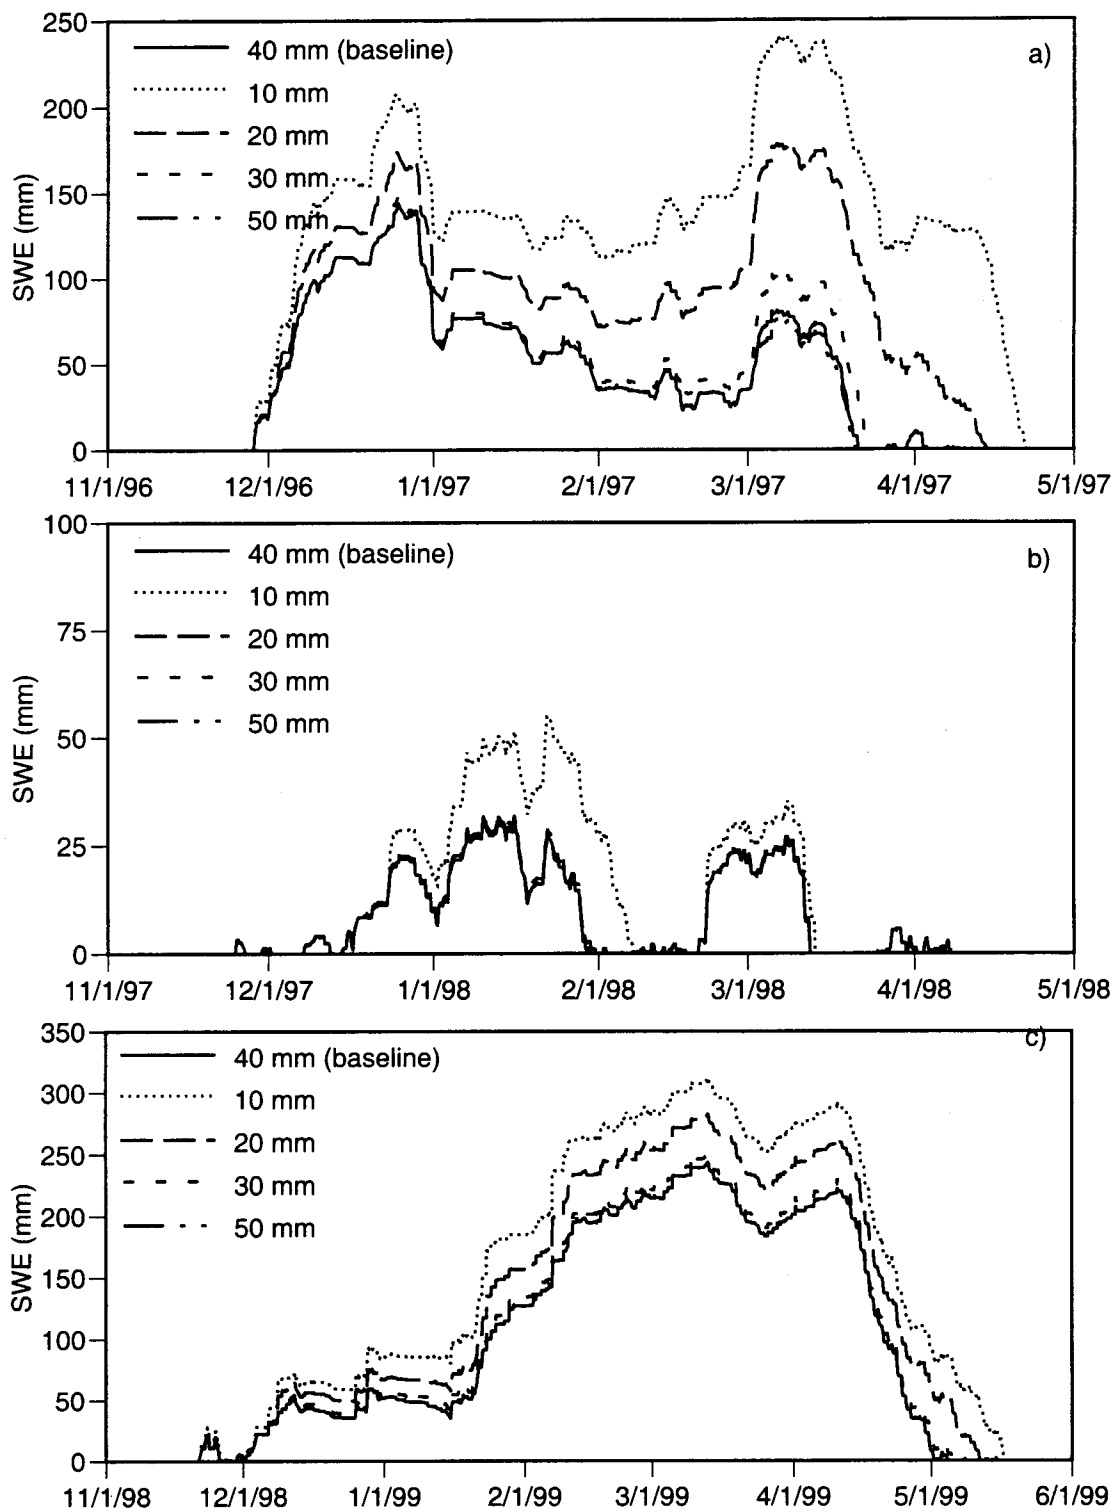 250
200
150
100
50
0
SWE (mm)
40 mm (baseline)
10 mm
20 mm
30 mm
50 mm
a)
11/1/96
12/1/96
1/1/97
2/1/97
3/1/97
4/1/97
5/1/97
100
75
50
25
0
SWE (mm)
40 mm (baseline)
10 mm
20 mm
30 mm
50 mm
b)
11/1/97
12/1/97
1/1/98
2/1/98
3/1/98
4/1/98
5/1/98
350
300
250
200
150
100
50
0
SWE (mm)
40 mm (baseline)
10 mm
20 mm
30 mm
50 mm
c)
11/1/98
12/1/98
1/1/99
2/1/99
3/1/99
4/1/99
5/1/99
6/1/99